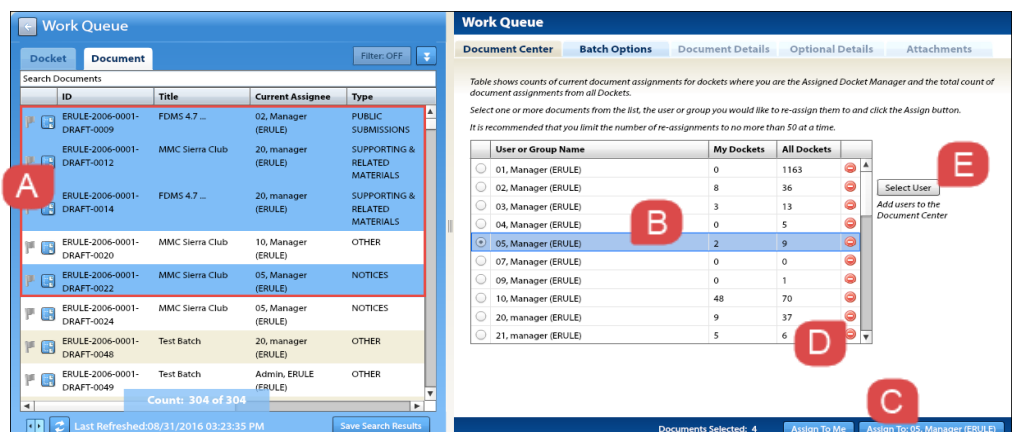 Work Queue
Docket Document Filter: OFF
Search Documents
ID Title Current Assignee Type
ERULE-2006-0001- FDMS 4.7 ... 02, Manager PUBLIC
DRAFT-0009 (ERULE) SUBMISSIONS
ERULE-2006-0001- MMC Sierra Club 20, manager SUPPORTING &
DRAFT-0012 (ERULE) RELATED
MATERIALS
A
ERULE-2006-0001- FDMS 4.7 ... 20, manager SUPPORTING &
DRAFT-0014 (ERULE) RELATED
MATERIALS
ERULE-2006-0001- MMC Sierra Club 10, Manager OTHER
DRAFT-0020 (ERULE)
ERULE-2006-0001- MMC Sierra Club 05, Manager NOTICES
DRAFT-0022 (ERULE)
ERULE-2006-0001- MMC Sierra Club 05, Manager NOTICES
DRAFT-0024 (ERULE)
ERULE-2006-0001- Test Batch 20, manager OTHER
DRAFT-0048 (ERULE)
ERULE-2006-0001- Test Batch Admin, ERULE OTHER
DRAFT-0049 (ERULE)
Count: 304 of 304
Last Refreshed:08/31/2016 03:23:35 PM Save Search Results
Work Queue
Document Center Batch Options Document Details Optional Details Attachments
Table shows counts of current document assignments for dockets where you are the Assigned Docket Manager and the total count of
document assignments from all Dockets.
Select one or more documents from the list, the user or group you would like to re-assign them to and click the Assign button.
It is recommended that you limit the number of re-assignments to no more than 50 at a time.
User or Group Name My Dockets All Dockets
01, Manager (ERULE) 0 1163
02, Manager (ERULE) 8 36
03, Manager (ERULE) 3 13
04, Manager (ERULE) 0 5
05, Manager (ERULE) 2 9
07, Manager (ERULE) 0 0
09, Manager (ERULE) 0 1
10, Manager (ERULE) 48 70
20, manager (ERULE) 9 37
21, manager (ERULE) 5 6
B
D
E
Select User
Add users to the
Document Center
C
Documents Selected: 4 Assign To Me Assign To: 05, Manager (ERULE)